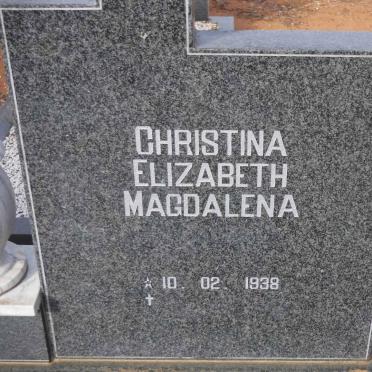 CHRISTINA
ELIZABETH
MAGDALENA
☆ 10. 02. 1938
✝